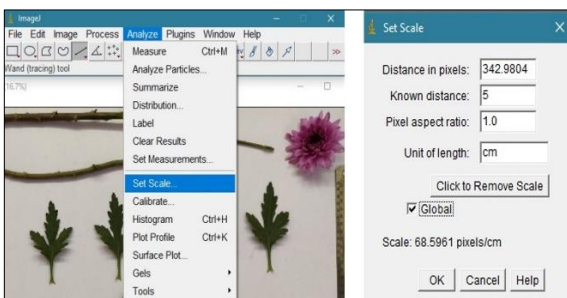 ImageJ
File Edit Image Process Analyze Plugins Window Help
Wand (tracing) tool
Measure Ctrl+M
Analyze Particles...
Summarize
Distribution...
Label
Clear Results
Set Measurements...
Set Scale...
Calibrate...
Histogram Ctrl+H
Plot Profile Ctrl+K
Surface Plot...
Gels
Tools
Set Scale
Distance in pixels: 342.9804
Known distance: 5
Pixel aspect ratio: 1.0
Unit of length: cm
Click to Remove Scale
Global
Scale: 68.5961 pixels/cm
OK Cancel Help